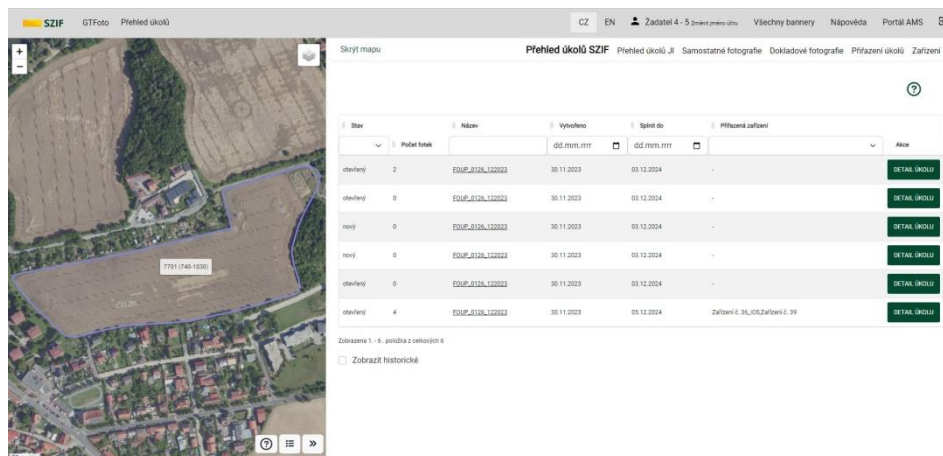 SZIF GTFoto Přehled úkolů CZ EN Žadatel 4 - 5 Změnit jméno účtu Všechny bannery Nápověda Portál AMS
+
−
Skrýt mapu Přehled úkolů SZIF Přehled úkolů JI Samostatné fotografie Dokladové fotografie Přiřazení úkolů Zařízení
?
Stav Počet fotek Název Vytvořeno Splnit do Přiřazená zařízení Akce
dd.mm.rrrr dd.mm.rrrr
otevřený 2 FOUP_0126_122023 30.11.2023 03.12.2024 - DETAIL ÚKOLU
otevřený 0 FOUP_0126_122023 30.11.2023 03.12.2024 - DETAIL ÚKOLU
nový 0 FOUP_0126_122023 30.11.2023 03.12.2024 - DETAIL ÚKOLU
nový 0 FOUP_0126_122023 30.11.2023 03.12.2024 - DETAIL ÚKOLU
otevřený 0 FOUP_0126_122023 30.11.2023 03.12.2024 - DETAIL ÚKOLU
otevřený 4 FOUP_0126_122023 30.11.2023 05.12.2024 Zařízení č. 36_iOS,Zařízení č. 39 DETAIL ÚKOLU
7701 (740-1030)
Zobrazena 1. - 6 . položka z celkových 6
Zobrazit historické
? »